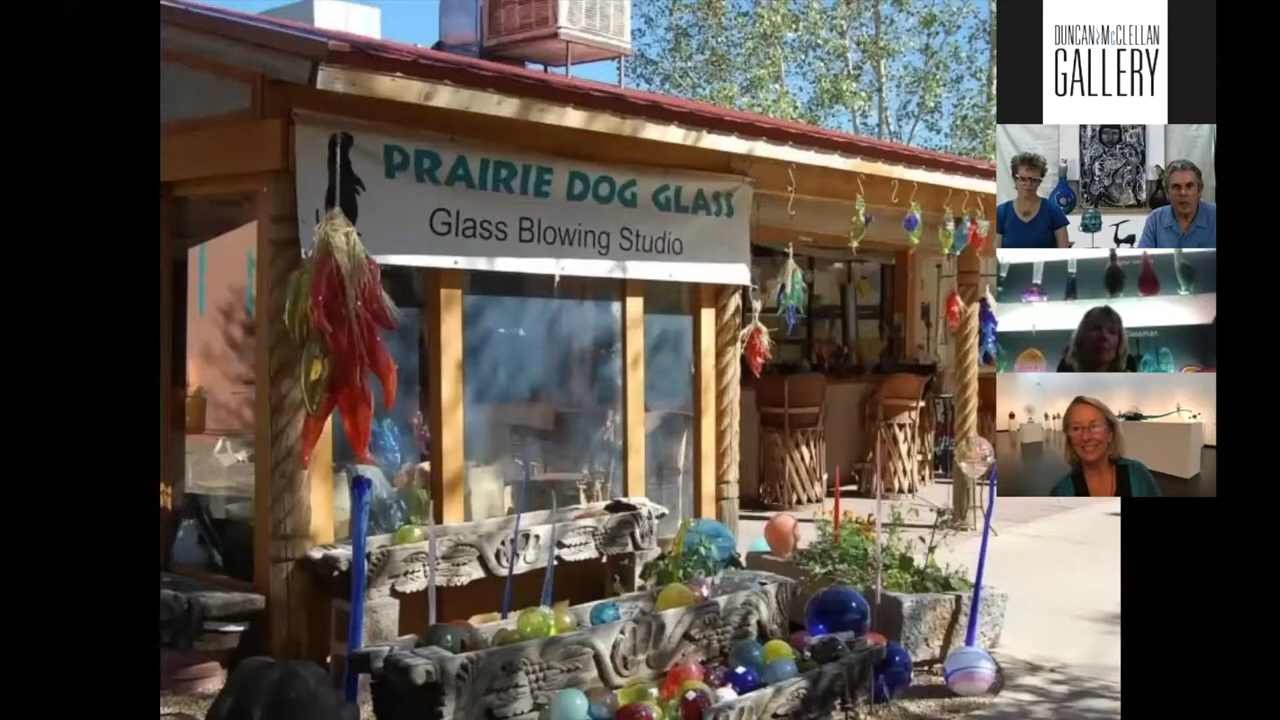 PRAIRIE DOG GLASS
Glass Blowing Studio
DUNCAN McCLELLAN
GALLERY